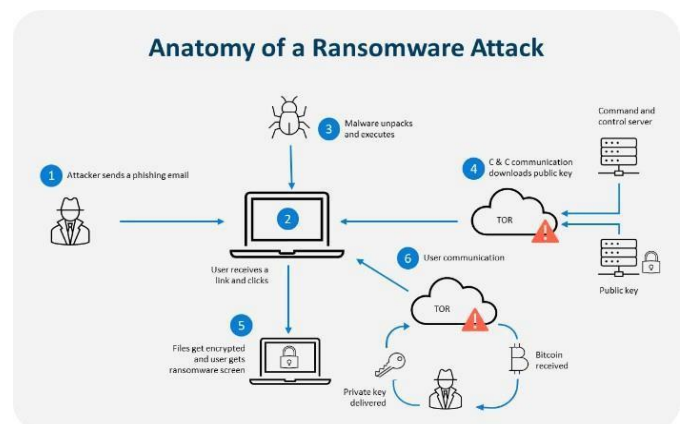 Anatomy of a Ransomware Attack
1
Attacker sends a phishing email
2
User receives a
link and clicks
3
Malware unpacks
and executes
4
C & C communication
downloads public key
Command and
control server
TOR
Public key
5
Files get encrypted
and user gets
ransomware screen
6
User communication
TOR
Bitcoin
received
Private key
delivered